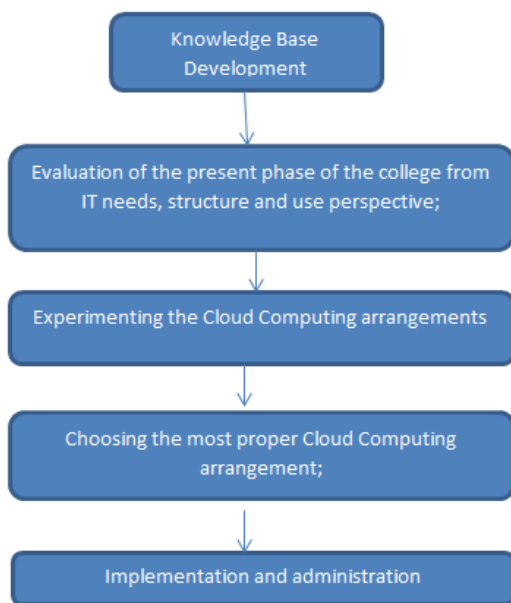 Knowledge Base
Development
Evaluation of the present phase of the college from
IT needs, structure and use perspective;
Experimenting the Cloud Computing arrangements
Choosing the most proper Cloud Computing
arrangement;
Implementation and administration